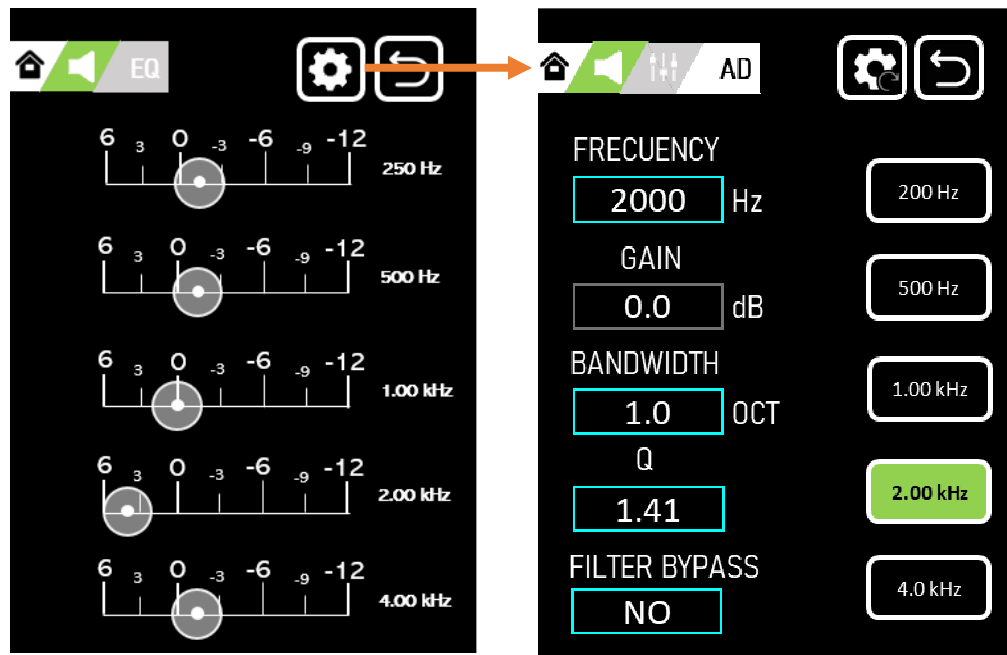 EQ
6 3 0 -3 -6 -9 -12
250 Hz
6 3 0 -3 -6 -9 -12
500 Hz
6 3 0 -3 -6 -9 -12
1.00 kHz
6 3 0 -3 -6 -9 -12
2.00 kHz
6 3 0 -3 -6 -9 -12
4.00 kHz
AD
FRECUENCY
2000 Hz
GAIN
0.0 dB
BANDWIDTH
1.0 OCT
Q
1.41
FILTER BYPASS
NO
200 Hz
500 Hz
1.00 kHz
2.00 kHz
4.0 kHz